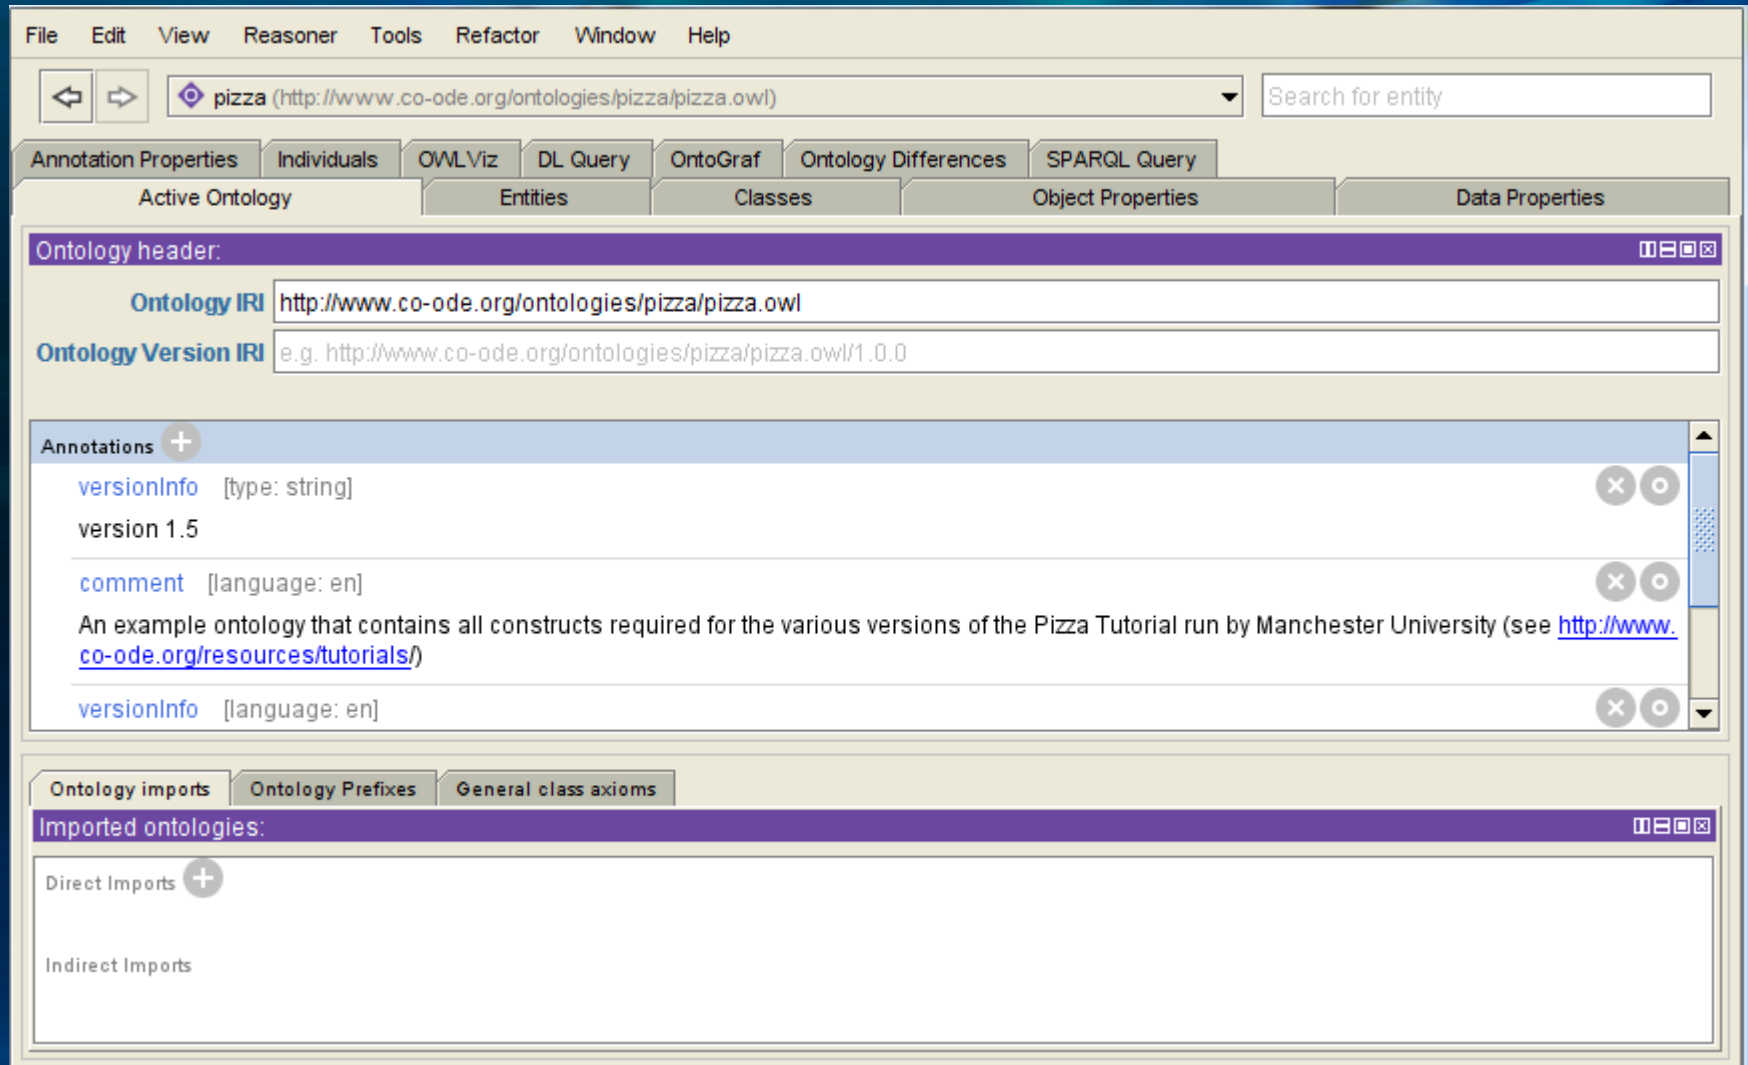 File Edit View Reasoner Tools Refactor Window Help
pizza (http://www.co-ode.org/ontologies/pizza/pizza.owl) Search for entity
Annotation Properties Individuals OWLViz DL Query OntoGraf Ontology Differences SPARQL Query
Active Ontology Entities Classes Object Properties Data Properties
Ontology header:
Ontology IRI http://www.co-ode.org/ontologies/pizza/pizza.owl
Ontology Version IRI e.g. http://www.co-ode.org/ontologies/pizza/pizza.owl/1.0.0
Annotations
versionInfo [type: string]
version 1.5
comment [language: en]
An example ontology that contains all constructs required for the various versions of the Pizza Tutorial run by Manchester University (see http://www.
co-ode.org/resources/tutorials/)
versionInfo [language: en]
Ontology imports Ontology Prefixes General class axioms
Imported ontologies:
Direct Imports
Indirect Imports